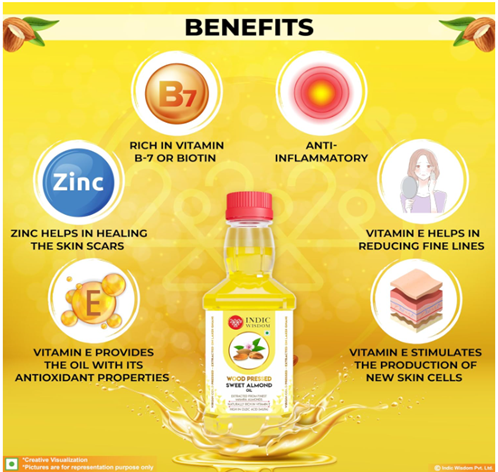 BENEFITS
B7
RICH IN VITAMIN
B-7 OR BIOTIN
ANTI-
INFLAMMATORY
Zinc
ZINC HELPS IN HEALING
THE SKIN SCARS
VITAMIN E HELPS IN
REDUCING FINE LINES
E
VITAMIN E PROVIDES
THE OIL WITH ITS
ANTIOXIDANT PROPERTIES
VITAMIN E STIMULATES
THE PRODUCTION OF
NEW SKIN CELLS
INDIC
WISDOM
WOOD PRESSED
SWEET ALMOND
OIL
*Creative Visualization
*Pictures are for representation purpose only
© Indic Wisdom Pvt. Ltd.